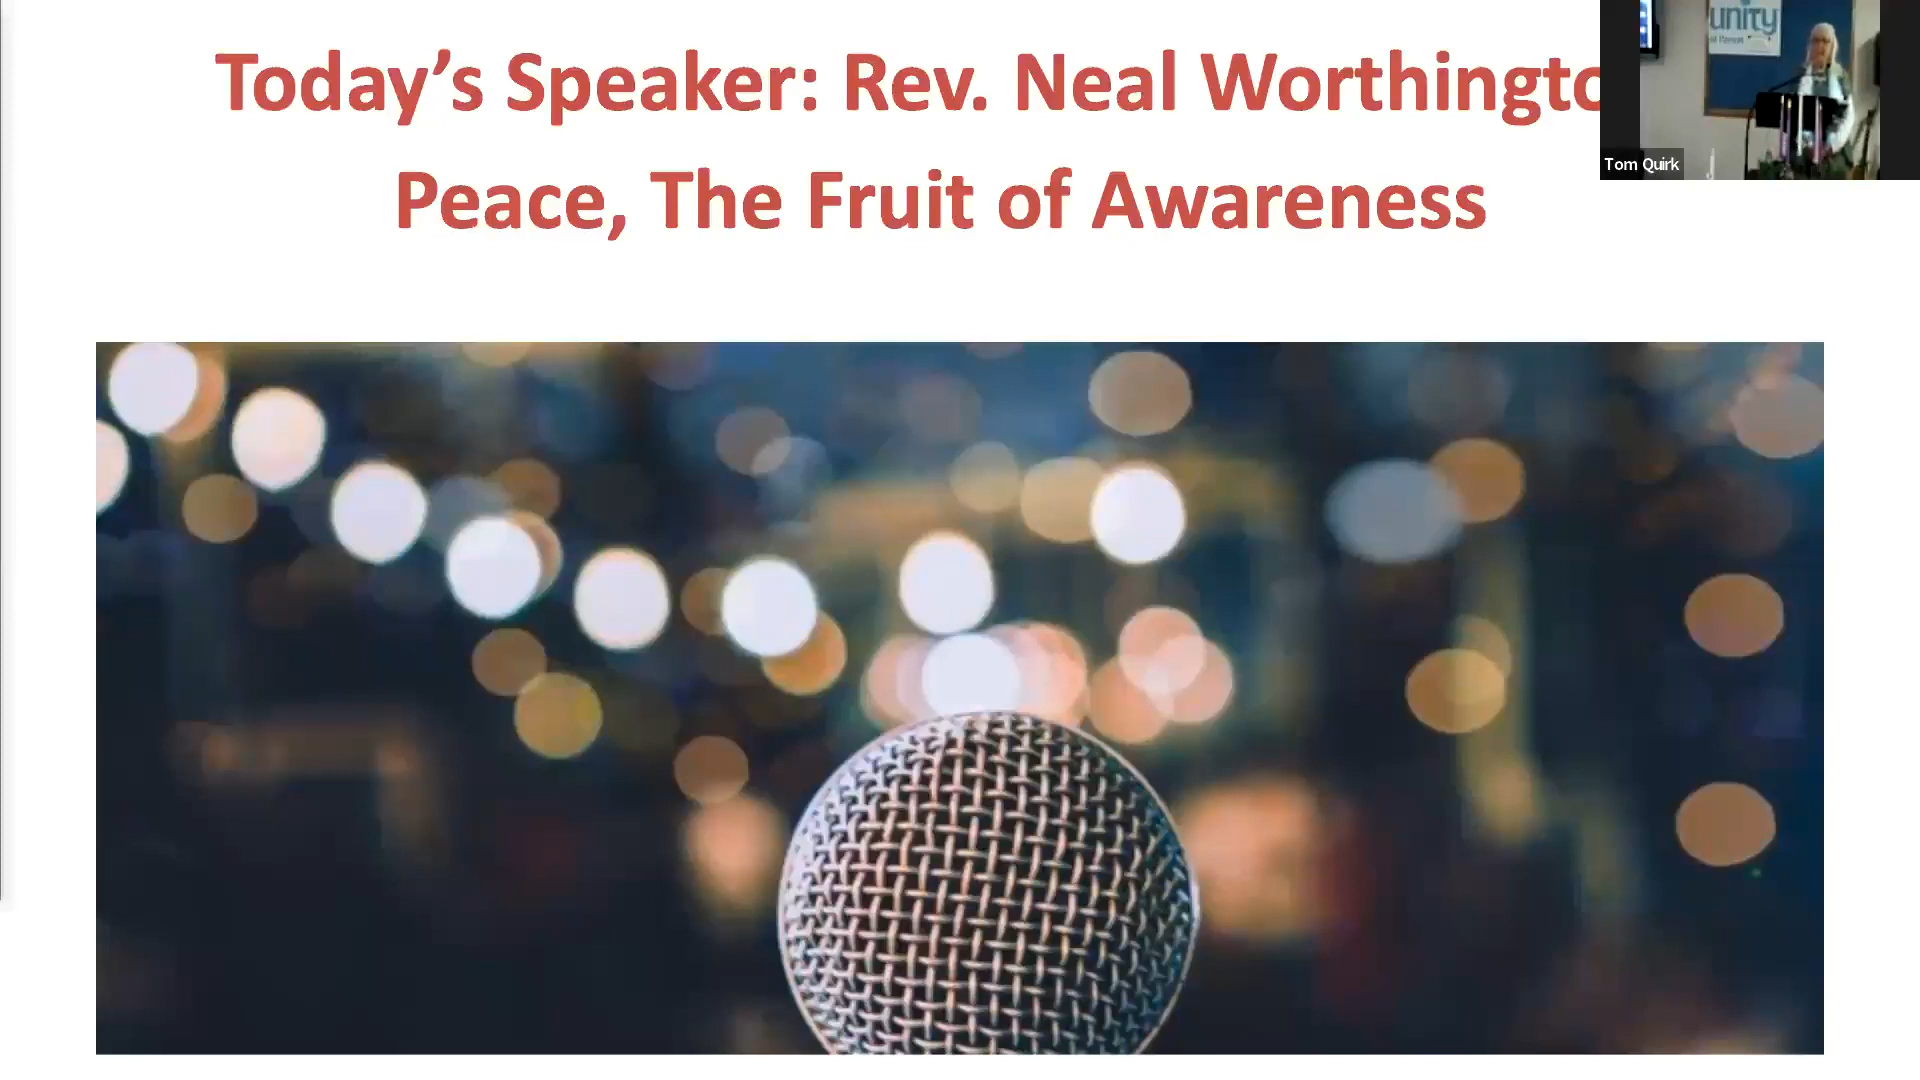 Today’s Speaker: Rev. Neal Worthingto
Peace, The Fruit of Awareness
unity
Tom Quirk